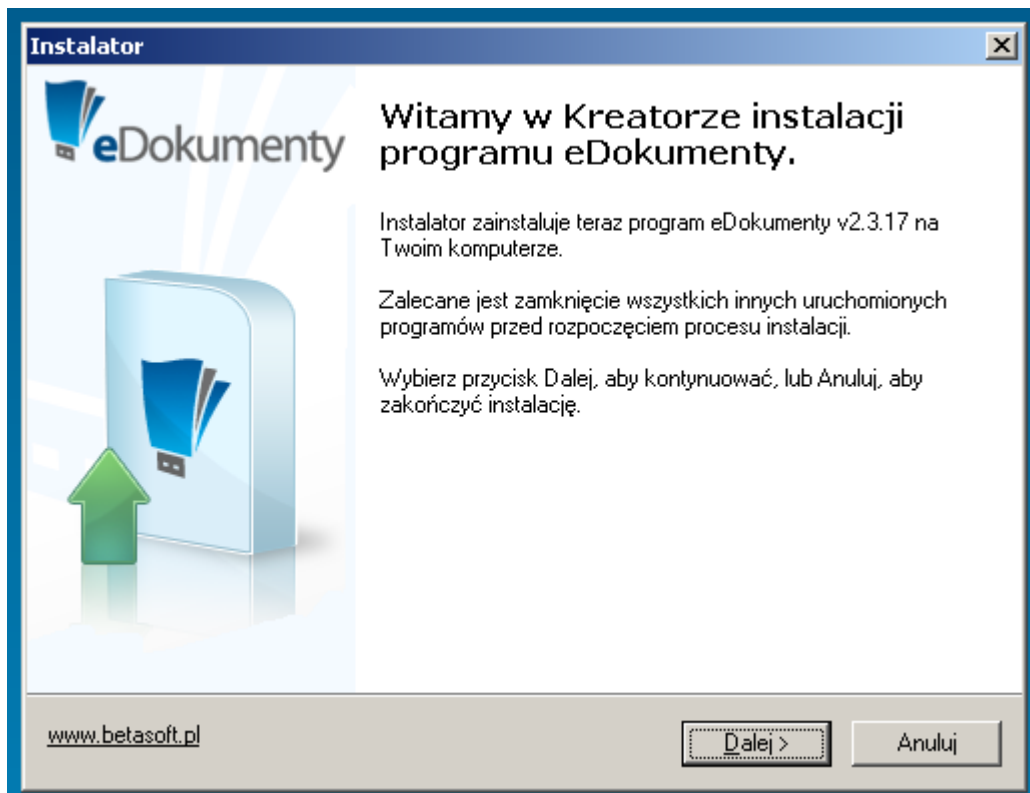 Instalator
eDokumenty
Witamy w Kreatorze instalacji
programu eDokumenty.
Instalator zainstaluje teraz program eDokumenty v2.3.17 na
Twoim komputerze.
Zalecane jest zamknięcie wszystkich innych uruchomionych
programów przed rozpoczęciem procesu instalacji.
Wybierz przycisk Dalej, aby kontynuować, lub Anuluj, aby
zakończyć instalację.
www.betasoft.pl
Dalej >
Anuluj